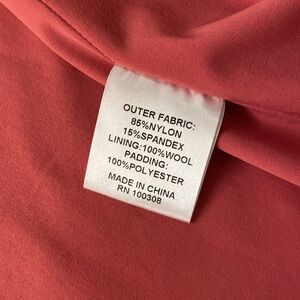 OUTER FABRIC:
85%NYLON
15%SPANDEX
LINING:100%WOOL
PADDING:
100%POLYESTER
MADE IN CHINA
RN 100308